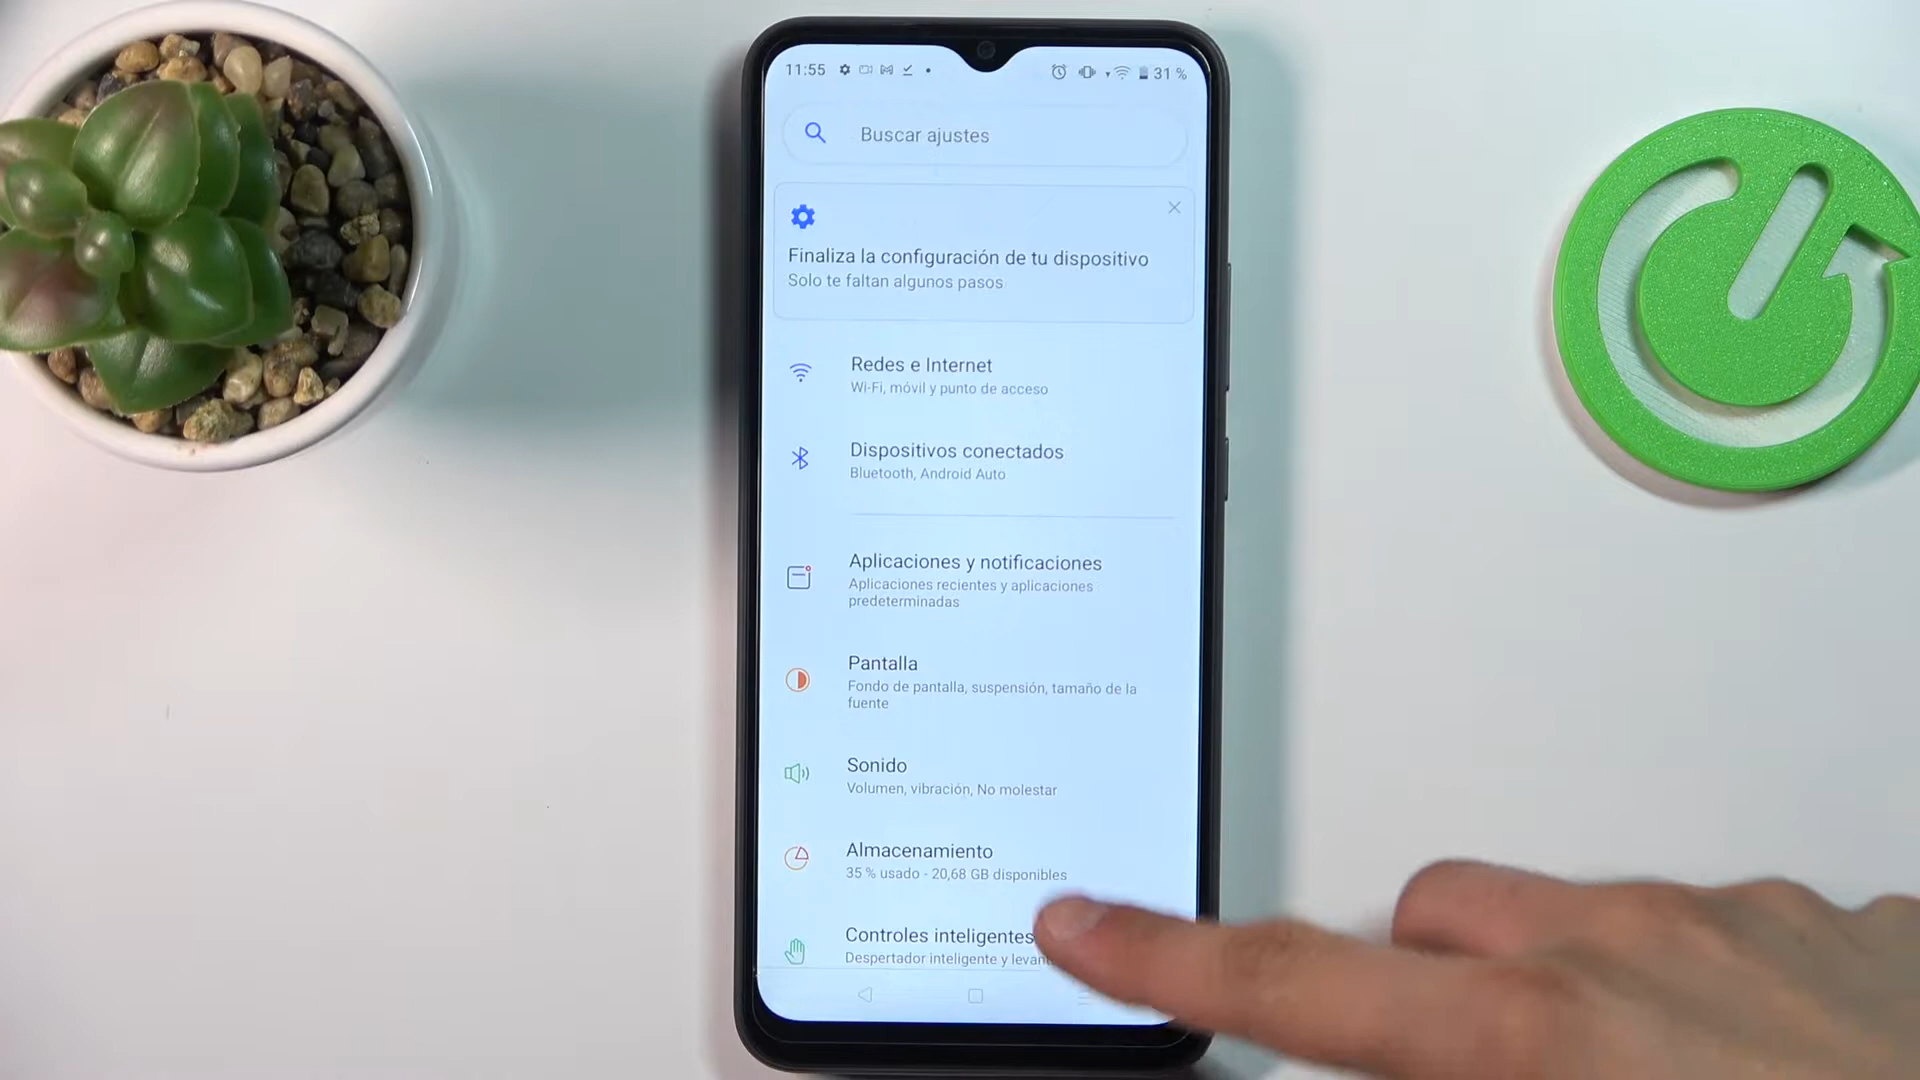 11:55
31 %
Buscar ajustes
Finaliza la configuración de tu dispositivo
Solo te faltan algunos pasos
Redes e Internet
Wi-Fi, móvil y punto de acceso
Dispositivos conectados
Bluetooth, Android Auto
Aplicaciones y notificaciones
Aplicaciones recientes y aplicaciones
predeterminadas
Pantalla
Fondo de pantalla, suspensión, tamaño de la
fuente
Sonido
Volumen, vibración, No molestar
Almacenamiento
35 % usado - 20,68 GB disponibles
Controles inteligentes
Despertador inteligente y